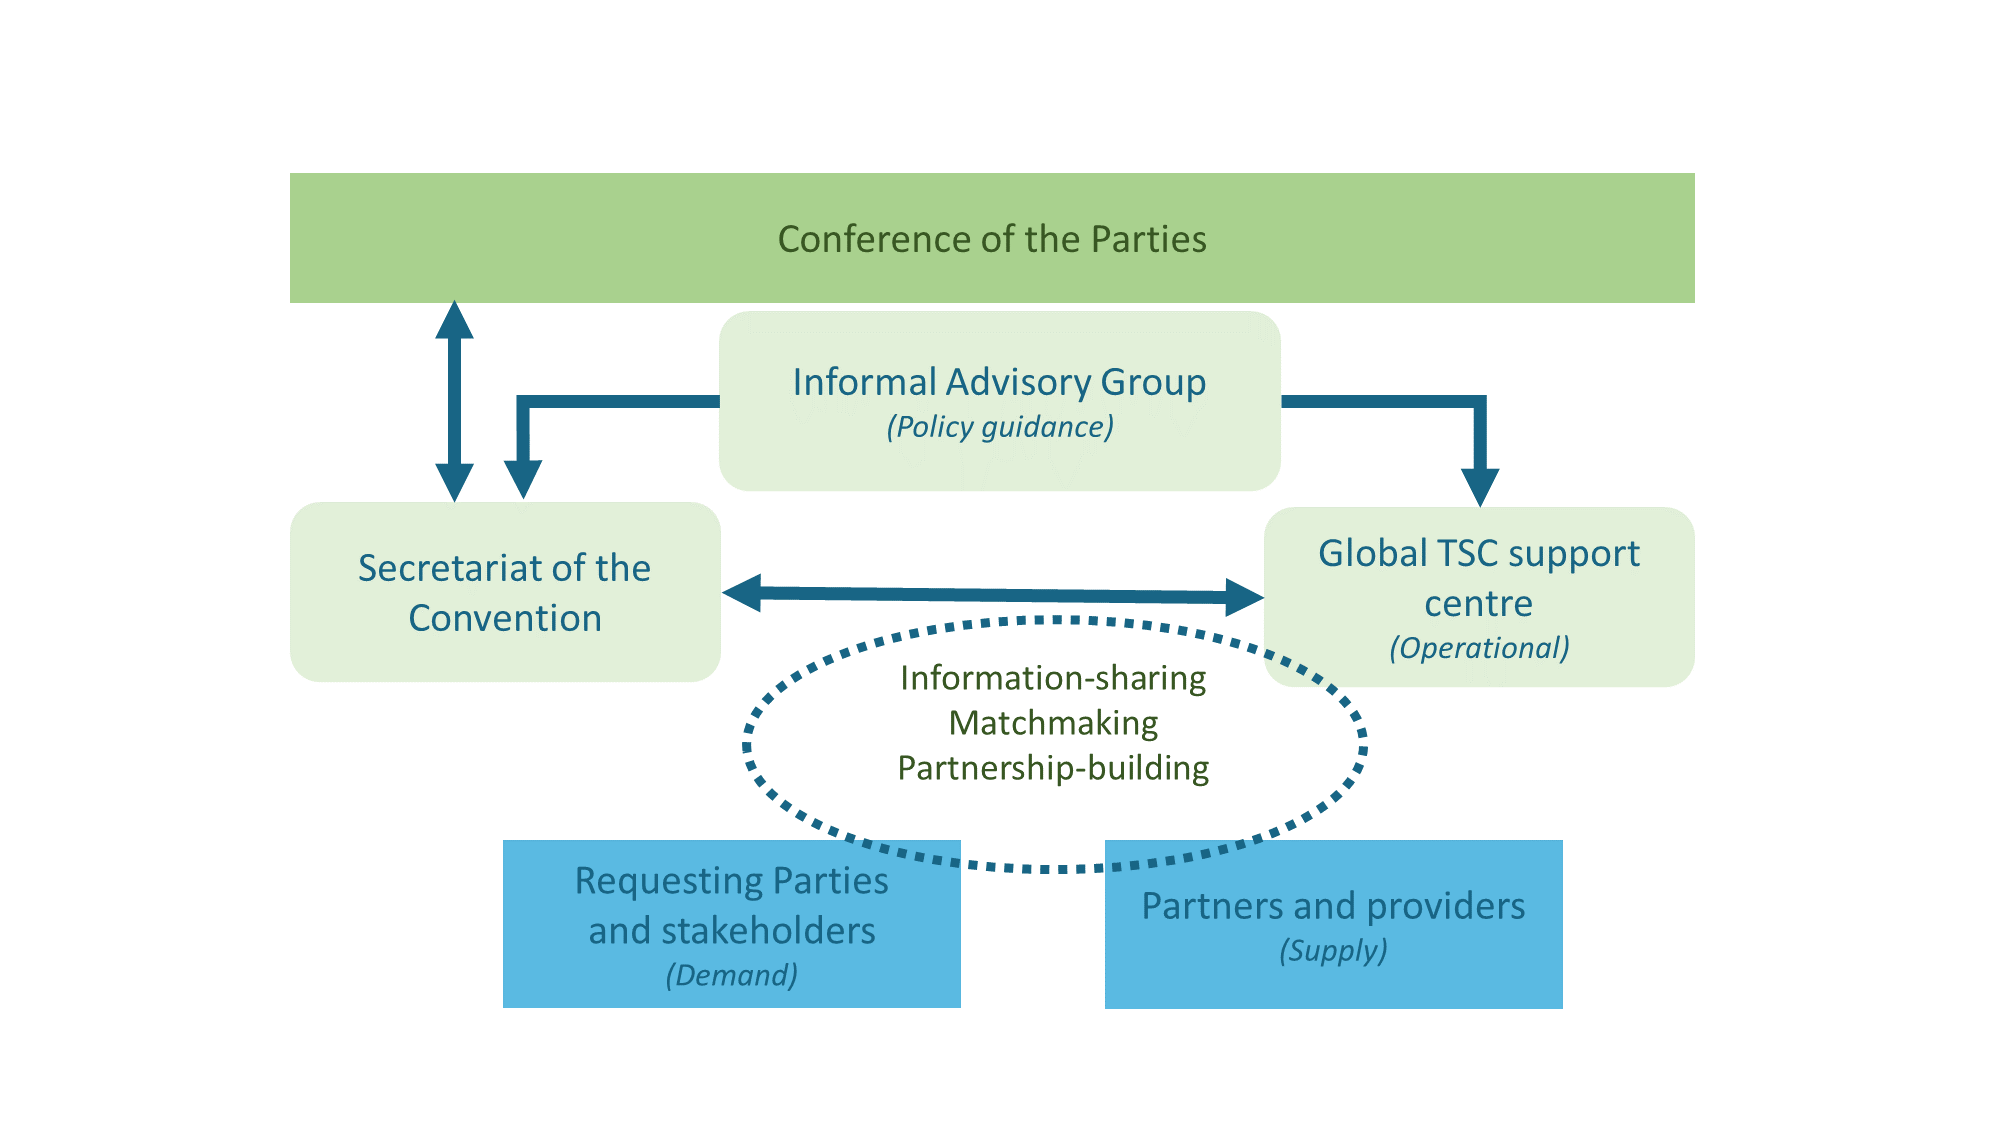 Conference of the Parties
Informal Advisory Group
(Policy guidance)
Secretariat of the
Convention
Global TSC support
centre
(Operational)
Information-sharing
Matchmaking
Partnership-building
Requesting Parties
and stakeholders
(Demand)
Partners and providers
(Supply)